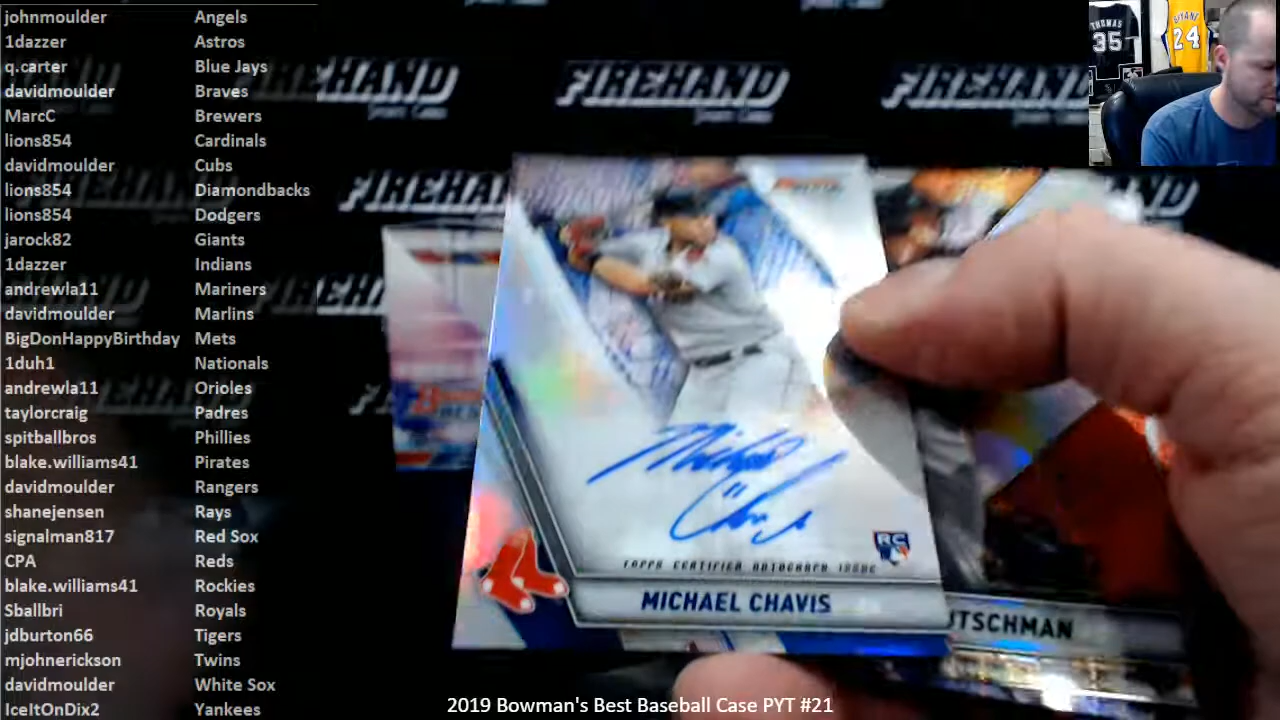 johnmoulder Angels
1dazzer Astros
q.carter Blue Jays
davidmoulder Braves
MarcC Brewers
lions854 Cardinals
davidmoulder Cubs
lions854 Diamondbacks
lions854 Dodgers
jarock82 Giants
1dazzer Indians
andrewla11 Mariners
davidmoulder Marlins
BigDonHappyBirthday Mets
1duh1 Nationals
andrewla11 Orioles
taylorcraig Padres
spitballbros Phillies
blake.williams41 Pirates
davidmoulder Rangers
shanejensen Rays
signalman817 Red Sox
CPA Reds
blake.williams41 Rockies
Sballbri Royals
jdburton66 Tigers
mjohnerickson Twins
davidmoulder White Sox
IceItOnDix2 Yankees
FIREHAND
FIREHAND
FIREHAND
FIREHAND
THOMAS
35
BRYANT
24
Michael
Chavis
RC
TOPPS CERTIFIED AUTOGRAPH ISSUE
MICHAEL CHAVIS
UTSCHMAN
2019 Bowman's Best Baseball Case PYT #21